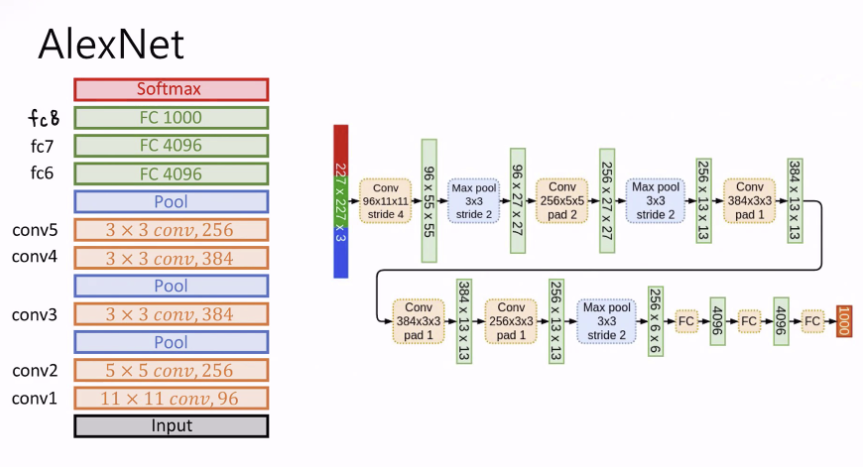 AlexNet
Softmax
fc8 FC 1000
fc7 FC 4096
fc6 FC 4096
Pool
conv5 3 × 3 conv, 256
conv4 3 × 3 conv, 384
Pool
conv3 3 × 3 conv, 384
Pool
conv2 5 × 5 conv, 256
conv1 11 × 11 conv, 96
Input
227 x 227 x 3
Conv
96x11x11
stride 4
96 x 55 x 55
Max pool
3x3
stride 2
96 x 27 x 27
Conv
256x5x5
pad 2
256 x 27 x 27
Max pool
3x3
stride 2
256 x 13 x 13
Conv
384x3x3
pad 1
384 x 13 x 13
Conv
384x3x3
pad 1
384 x 13 x 13
Conv
256x3x3
pad 1
256 x 13 x 13
Max pool
3x3
stride 2
256 x 6 x 6
FC
4096
FC
4096
FC
1000